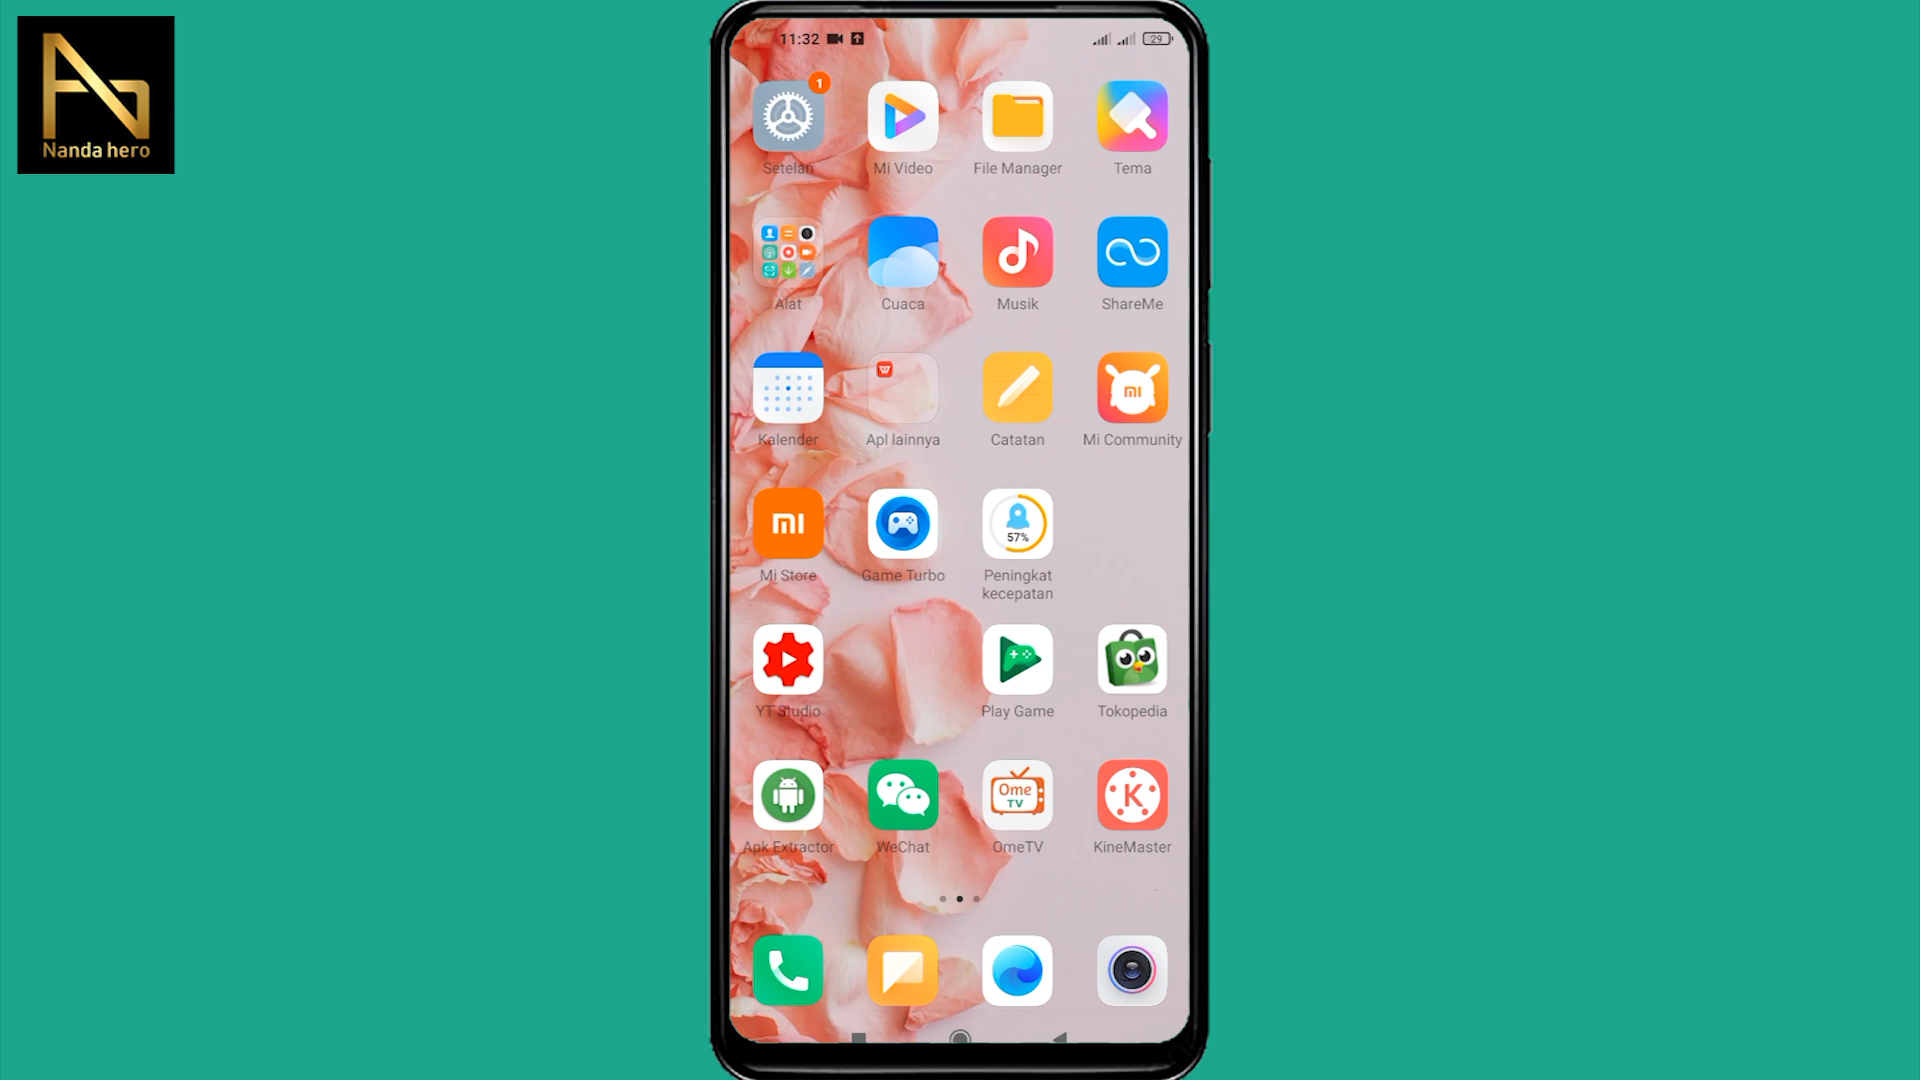 Nanda hero
11:32
29
1
Setelan
Mi Video
File Manager
Tema
Alat
Cuaca
Musik
ShareMe
Kalender
Apl lainnya
Catatan
mi
Mi Community
mi
57%
Mi Store
Game Turbo
Peningkat
kecepatan
YT Studio
Play Game
Tokopedia
Ome
TV
K
Apk Extractor
WeChat
OmeTV
KineMaster